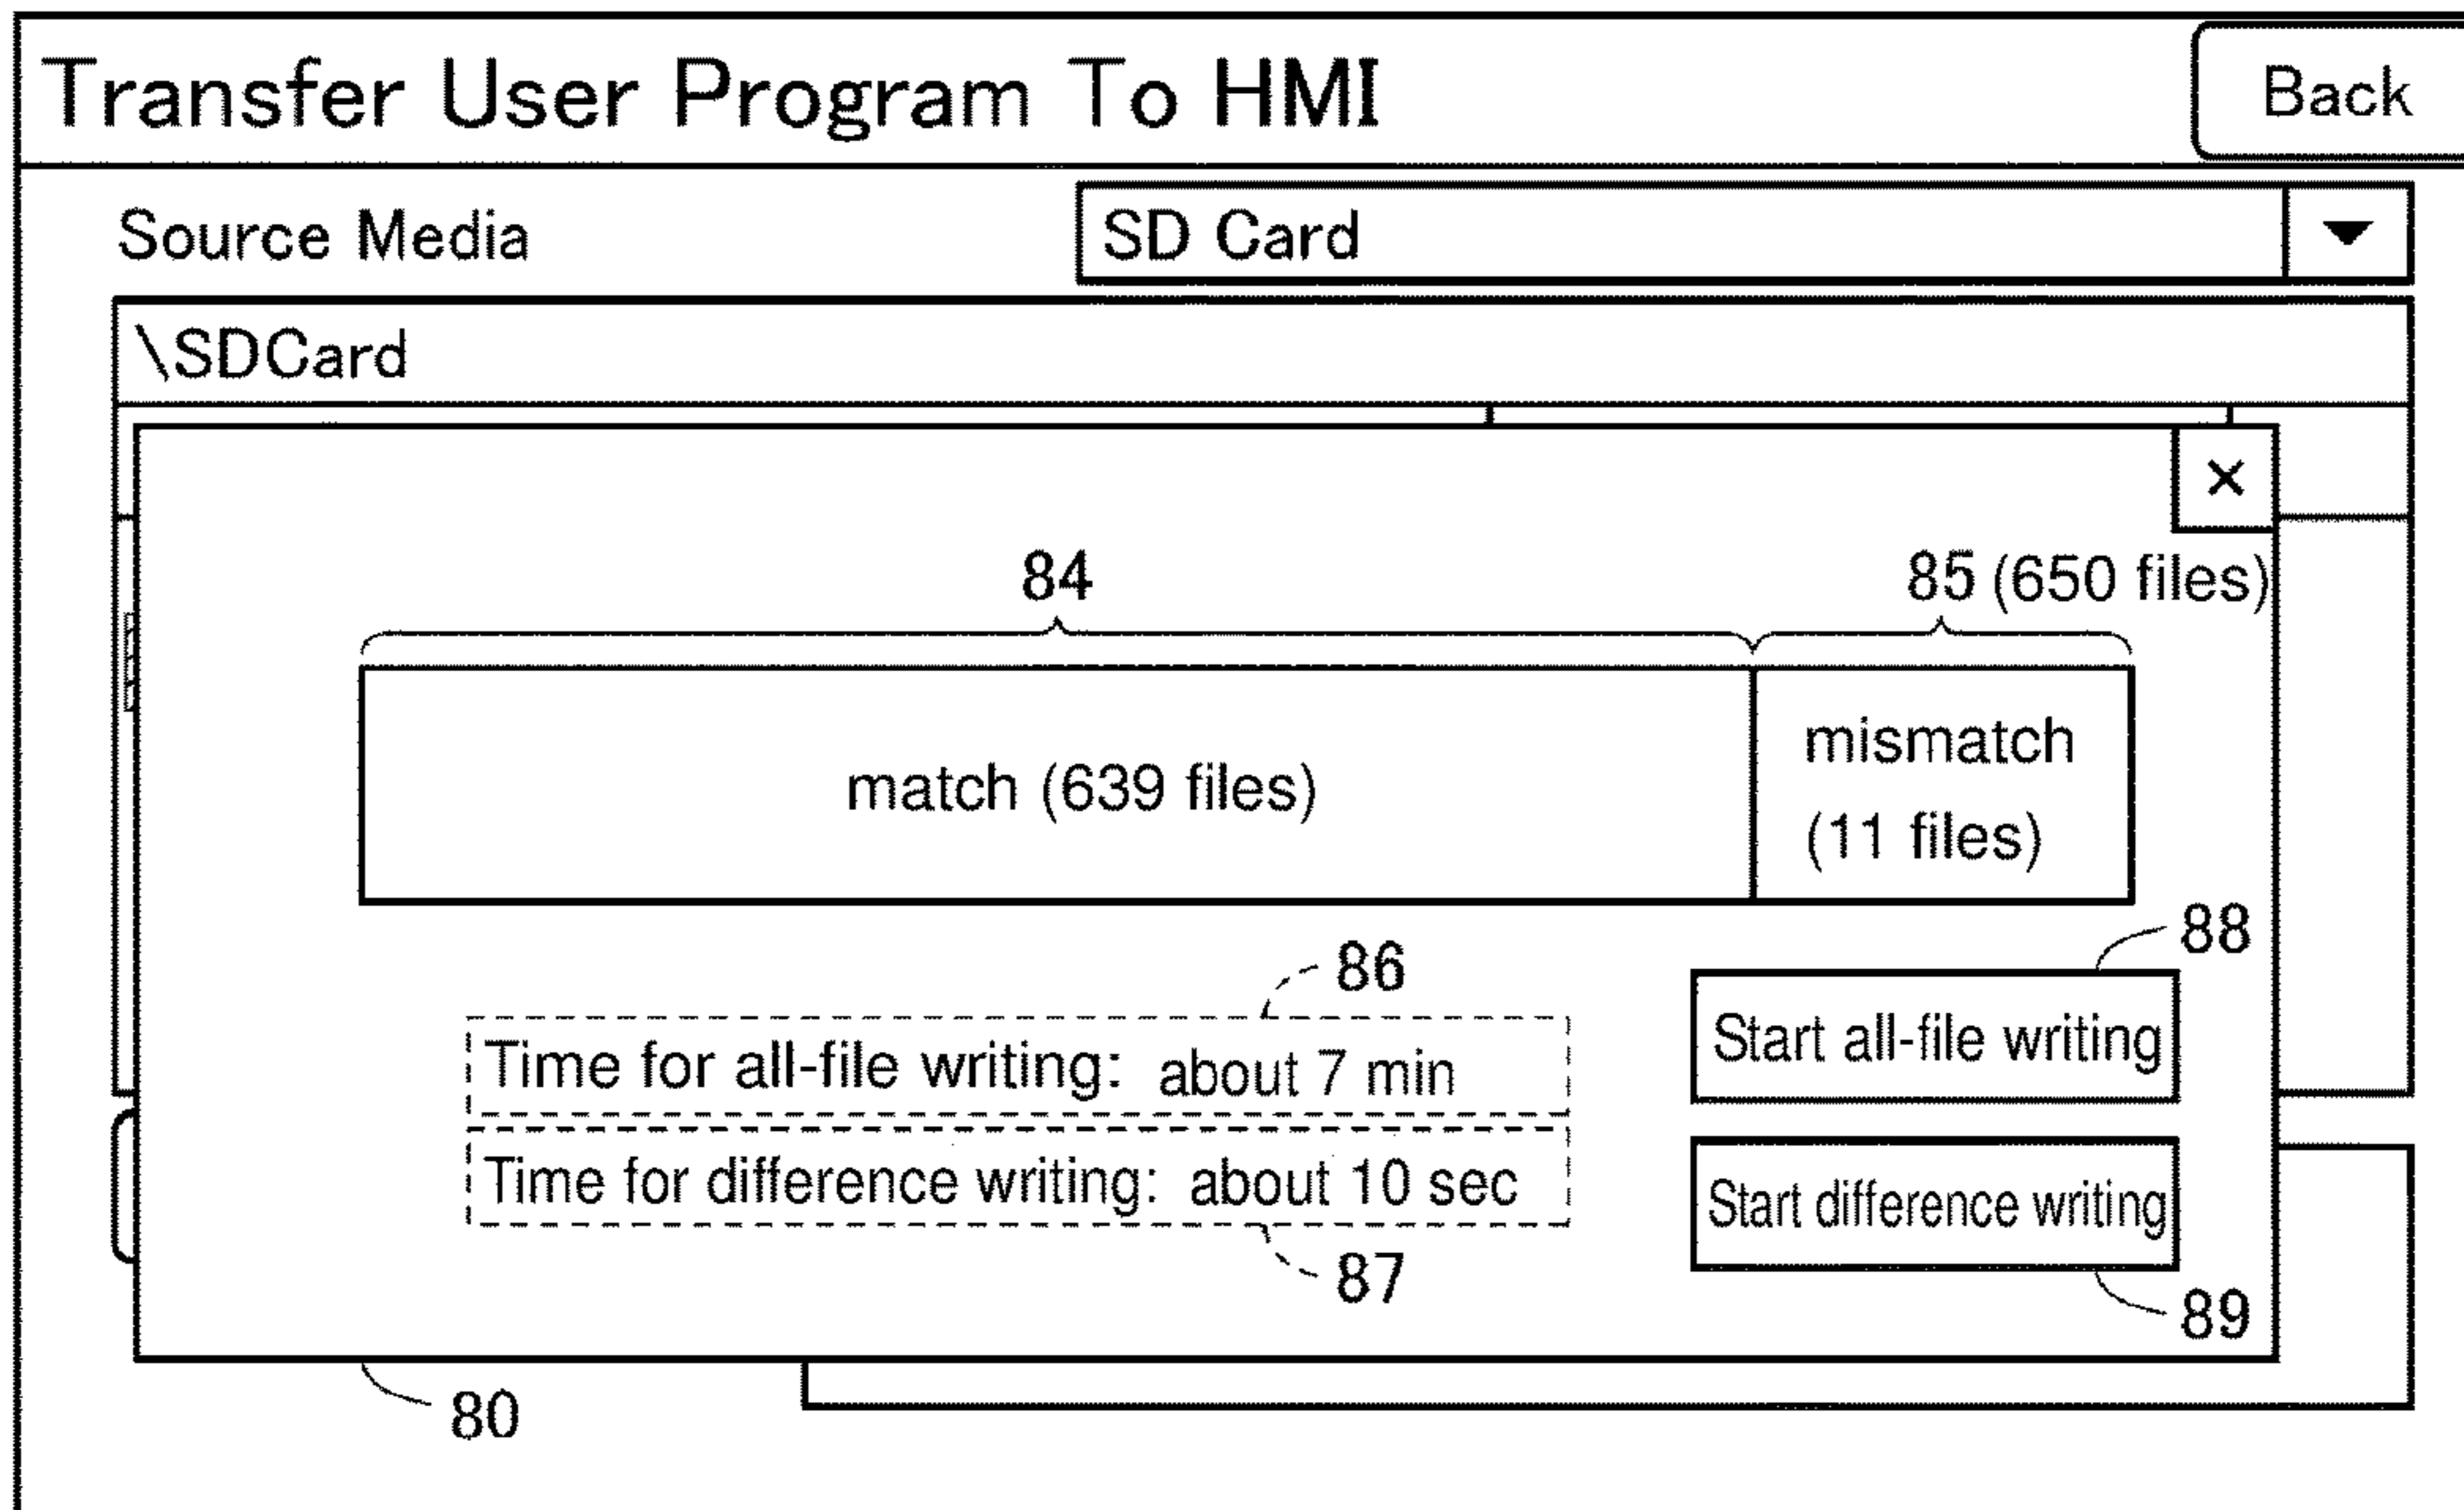 Transfer User Program To HMI
Back
Source Media
SD Card
\SDCard
×
84
85 (650 files)
match (639 files)
mismatch
(11 files)
88
86
Time for all-file writing: about 7 min
Start all-file writing
Time for difference writing: about 10 sec
Start difference writing
87
89
80